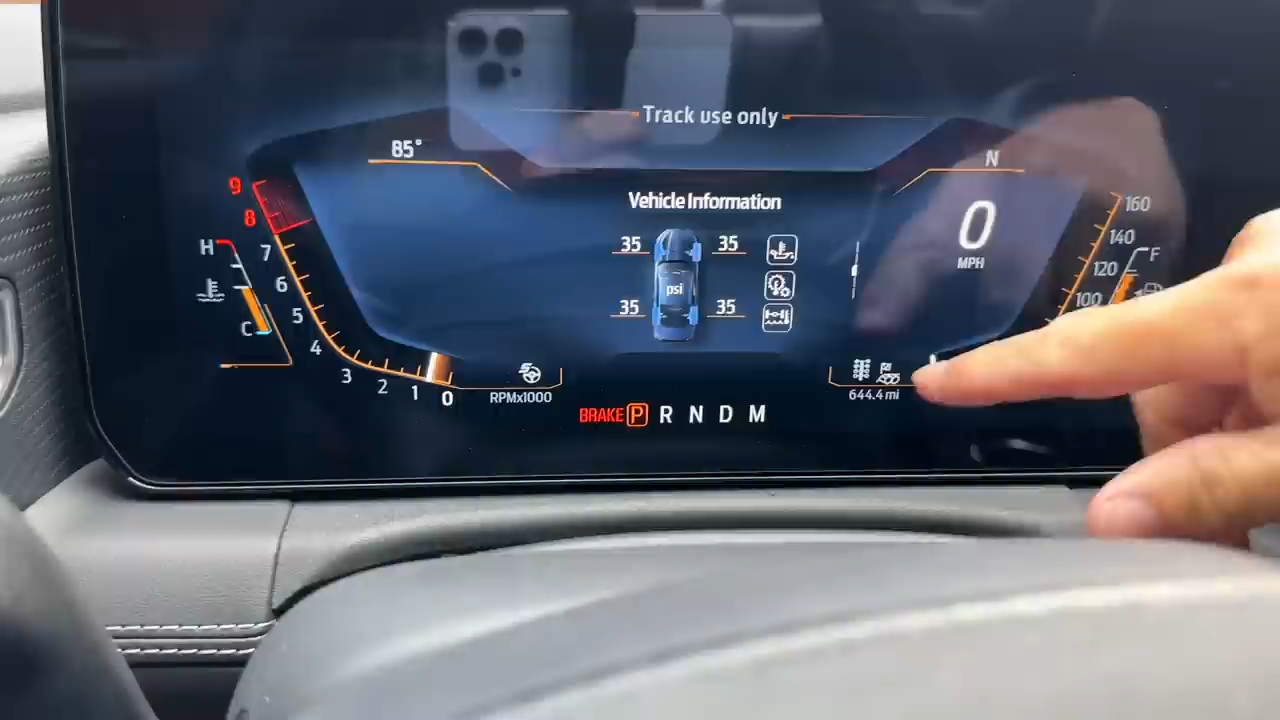 Track use only
85°
N
Vehicle Information
9
8
7
6
5
4
3
2
1
0
H
C
RPMx1000
35
35
psi
35
35
0
MPH
160
140
120
100
F
644.4 mi
BRAKE P R N D M